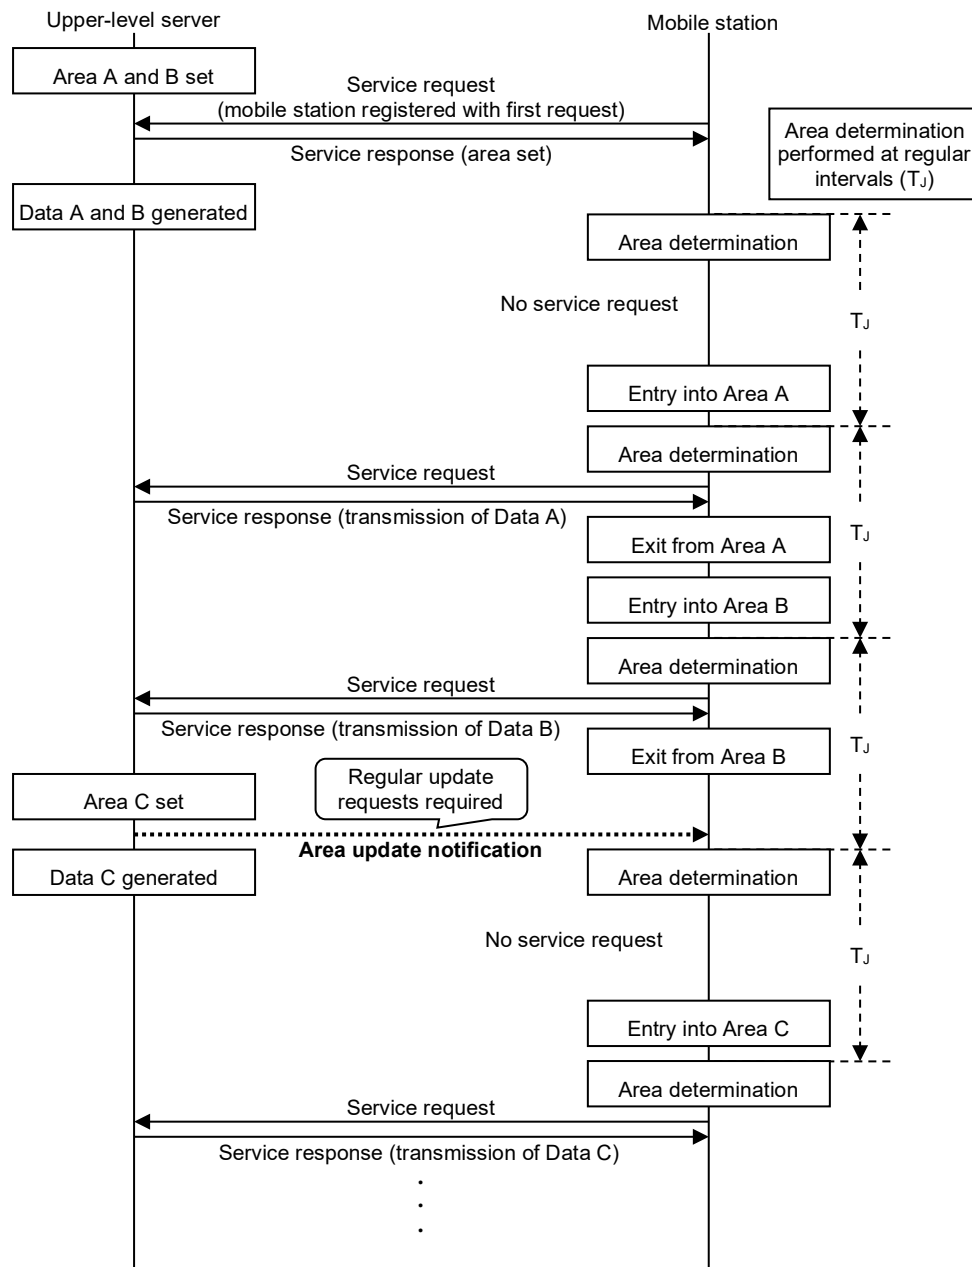 Upper-level server
Mobile station
Area A and B set
Service request
(mobile station registered with first request)
Service response (area set)
Area determination
performed at regular
intervals (TJ)
Data A and B generated
Area determination
No service request
TJ
Entry into Area A
Area determination
Service request
Service response (transmission of Data A)
Exit from Area A
TJ
Entry into Area B
Area determination
Service request
Service response (transmission of Data B)
Exit from Area B
TJ
Regular update
requests required
Area C set
Area update notification
Data C generated
Area determination
No service request
TJ
Entry into Area C
Area determination
Service request
Service response (transmission of Data C)